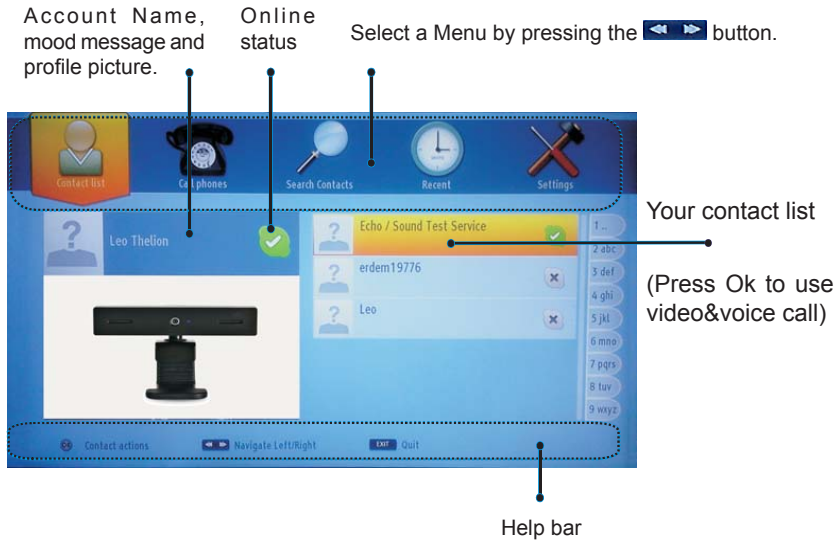 Account Name,
mood message and
profile picture.
Online
status
Select a Menu by pressing the button.
Contact list
Call phones
Search Contacts
Recent
Settings
Leo Thelion
Echo / Sound Test Service
erdem19776
Leo
1 ..
2 abc
3 def
4 ghi
5 jkl
6 mno
7 pqrs
8 tuv
9 wxyz
Your contact list
(Press Ok to use
video&voice call)
Contact actions
Navigate Left/Right
EXIT Quit
Help bar